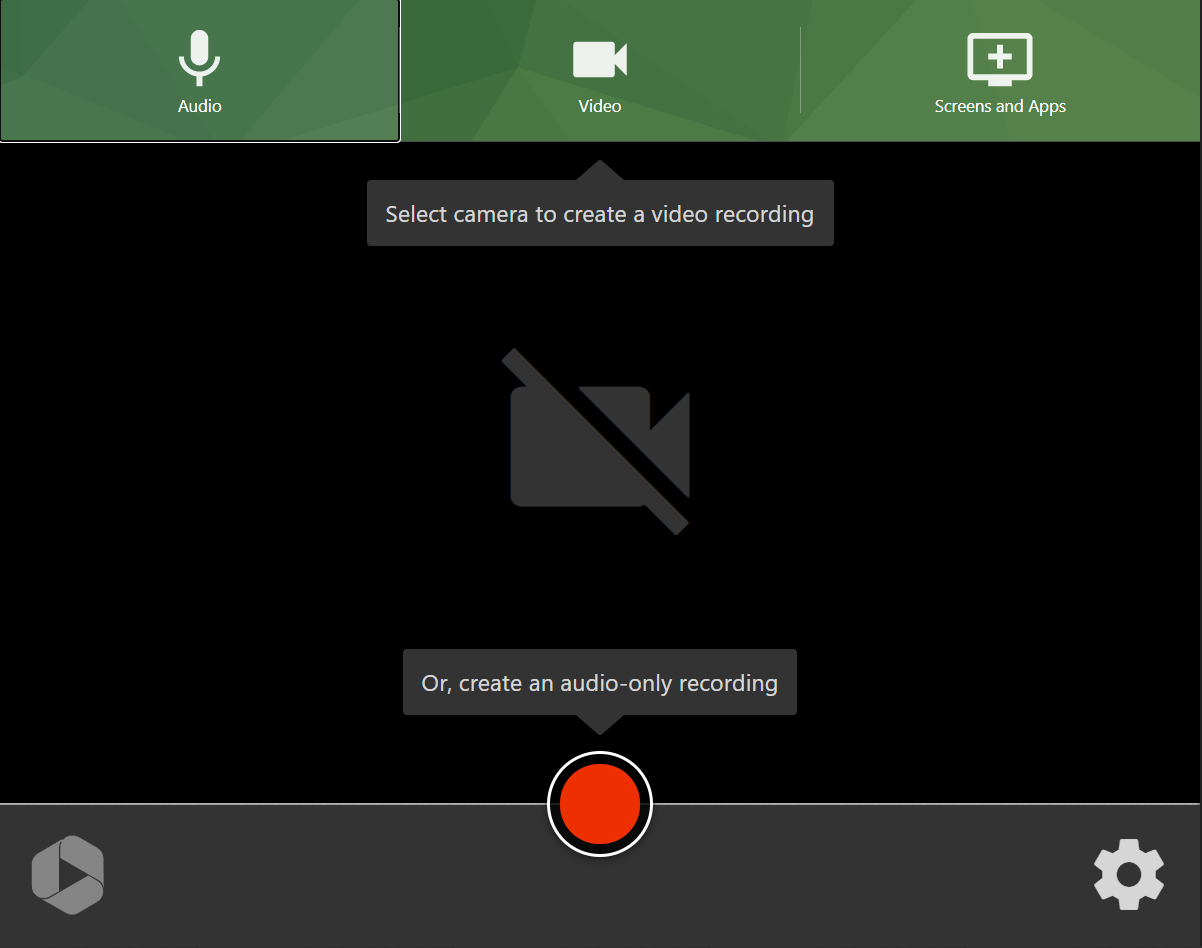 Audio
Video
Screens and Apps
Select camera to create a video recording
Or, create an audio-only recording